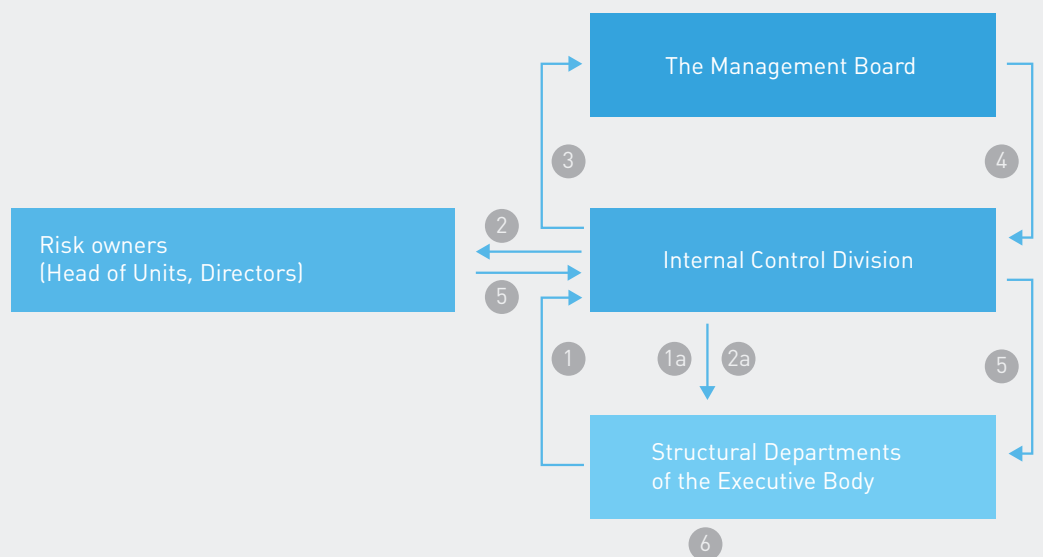 The Management Board
3
4
Risk owners
(Head of Units, Directors)
2
5
Internal Control Division
1
1a
2a
5
Structural Departments
of the Executive Body
6